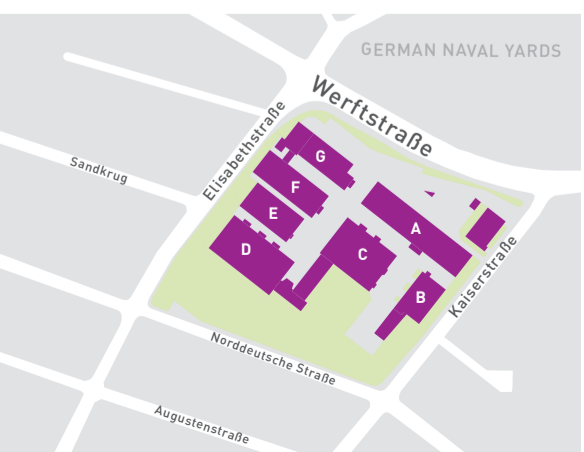 GERMAN NAVAL YARDS
Werftstraße
Elisabethstraße
Sandkrug
G
F
E
D
A
C
B
Kaiserstraße
Norddeutsche Straße
Augustenstraße